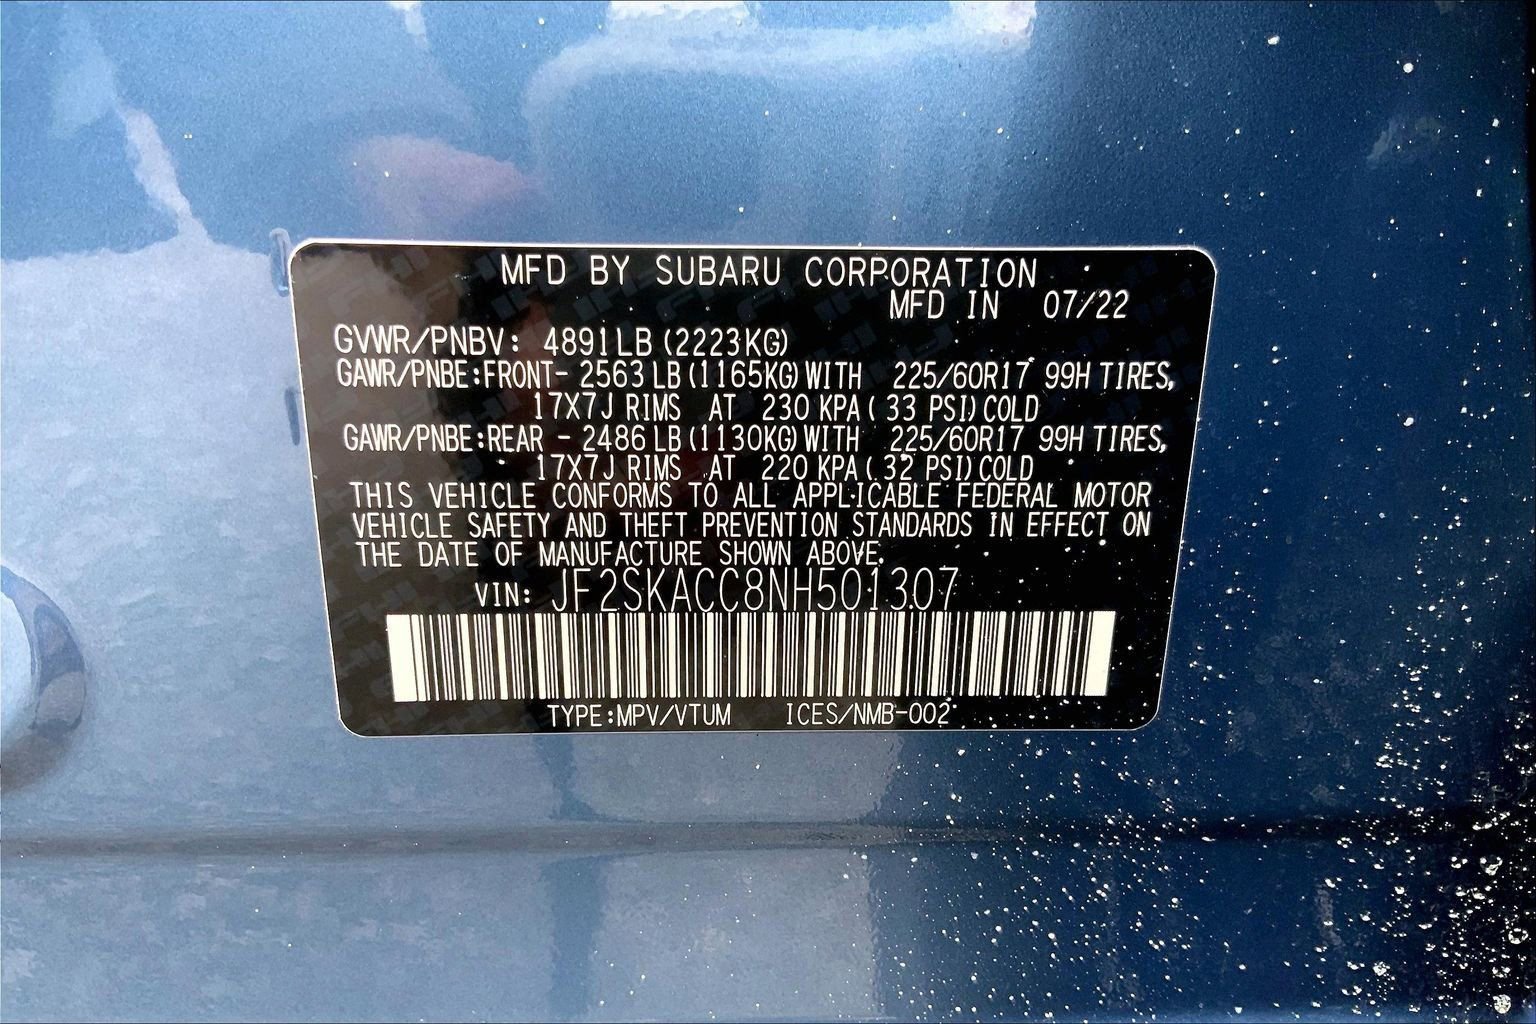 MFD BY SUBARU CORPORATION
MFD IN 07/22
GVWR/PNBV: 4891LB (2223KG)
GAWR/PNBE:FRONT- 2563 LB (1165KG) WITH 225/60R17 99H TIRES,
17X7J RIMS AT 230 KPA ( 33 PSI) COLD
GAWR/PNBE:REAR - 2486 LB (1130KG) WITH 225/60R17 99H TIRES,
17X7J RIMS AT 220 KPA ( 32 PSI) COLD
THIS VEHICLE CONFORMS TO ALL APPLICABLE FEDERAL MOTOR
VEHICLE SAFETY AND THEFT PREVENTION STANDARDS IN EFFECT ON
THE DATE OF MANUFACTURE SHOWN ABOVE.
VIN: JF2SKACC8NH501307
TYPE:MPV/VTUM ICES/NMB-002